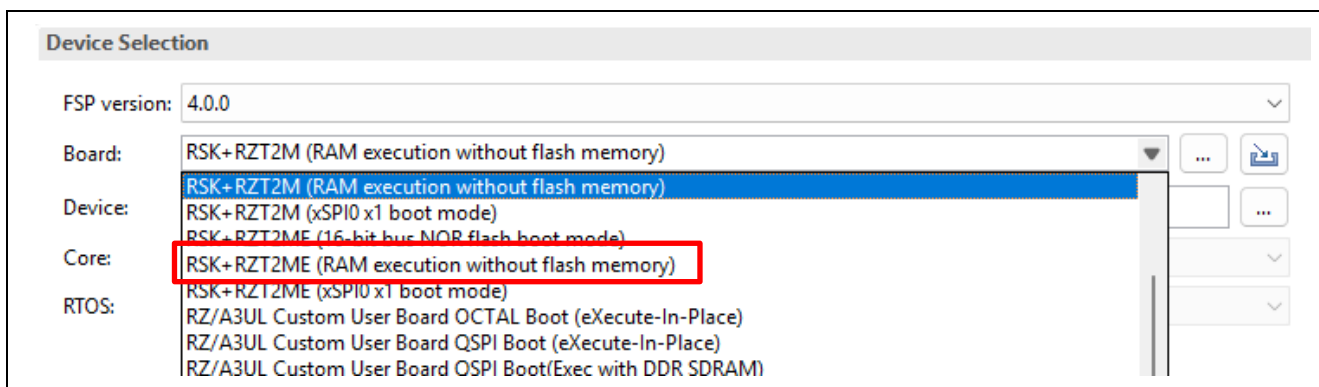 Device Selection
FSP version: 4.0.0
Board: RSK+RZT2M (RAM execution without flash memory) ...
RSK+RZT2M (RAM execution without flash memory)
Device: ...
RSK+RZT2M (xSPI0 x1 boot mode)
RSK+RZT2ME (16-bit bus NOR flash boot mode)
Core:
RSK+RZT2ME (RAM execution without flash memory)
RSK+RZT2ME (xSPI0 x1 boot mode)
RTOS:
RZ/A3UL Custom User Board OCTAL Boot (eXecute-In-Place)
RZ/A3UL Custom User Board QSPI Boot (eXecute-In-Place)
RZ/A3UL Custom User Board QSPI Boot(Exec with DDR SDRAM)